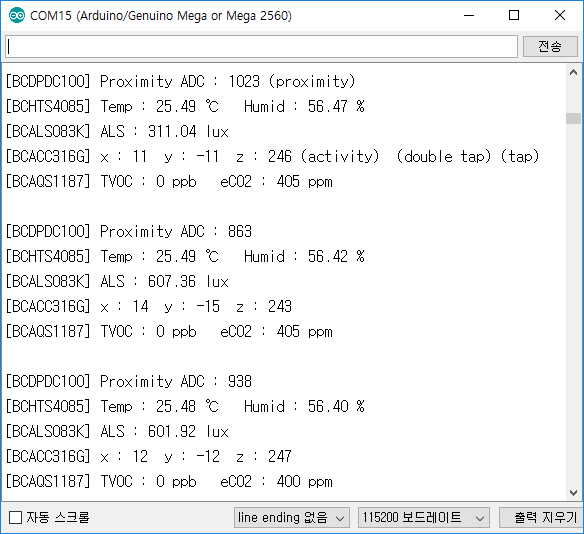 COM15 (Arduino/Genuino Mega or Mega 2560)
전송
[BCDPDC100] Proximity ADC : 1023 (proximity)
[BCHTS4085] Temp : 25.49 ℃ Humid : 56.47 %
[BCALS083K] ALS : 311.04 lux
[BCACC316G] x : 11 y : -11 z : 246 (activity) (double tap) (tap)
[BCAQS1187] TVOC : 0 ppb eCO2 : 405 ppm
[BCDPDC100] Proximity ADC : 863
[BCHTS4085] Temp : 25.49 ℃ Humid : 56.42 %
[BCALS083K] ALS : 607.36 lux
[BCACC316G] x : 14 y : -15 z : 243
[BCAQS1187] TVOC : 0 ppb eCO2 : 405 ppm
[BCDPDC100] Proximity ADC : 938
[BCHTS4085] Temp : 25.48 ℃ Humid : 56.40 %
[BCALS083K] ALS : 601.92 lux
[BCACC316G] x : 12 y : -12 z : 247
[BCAQS1187] TVOC : 0 ppb eCO2 : 400 ppm
자동 스크롤 line ending 없음 115200 보드레이트 출력 지우기